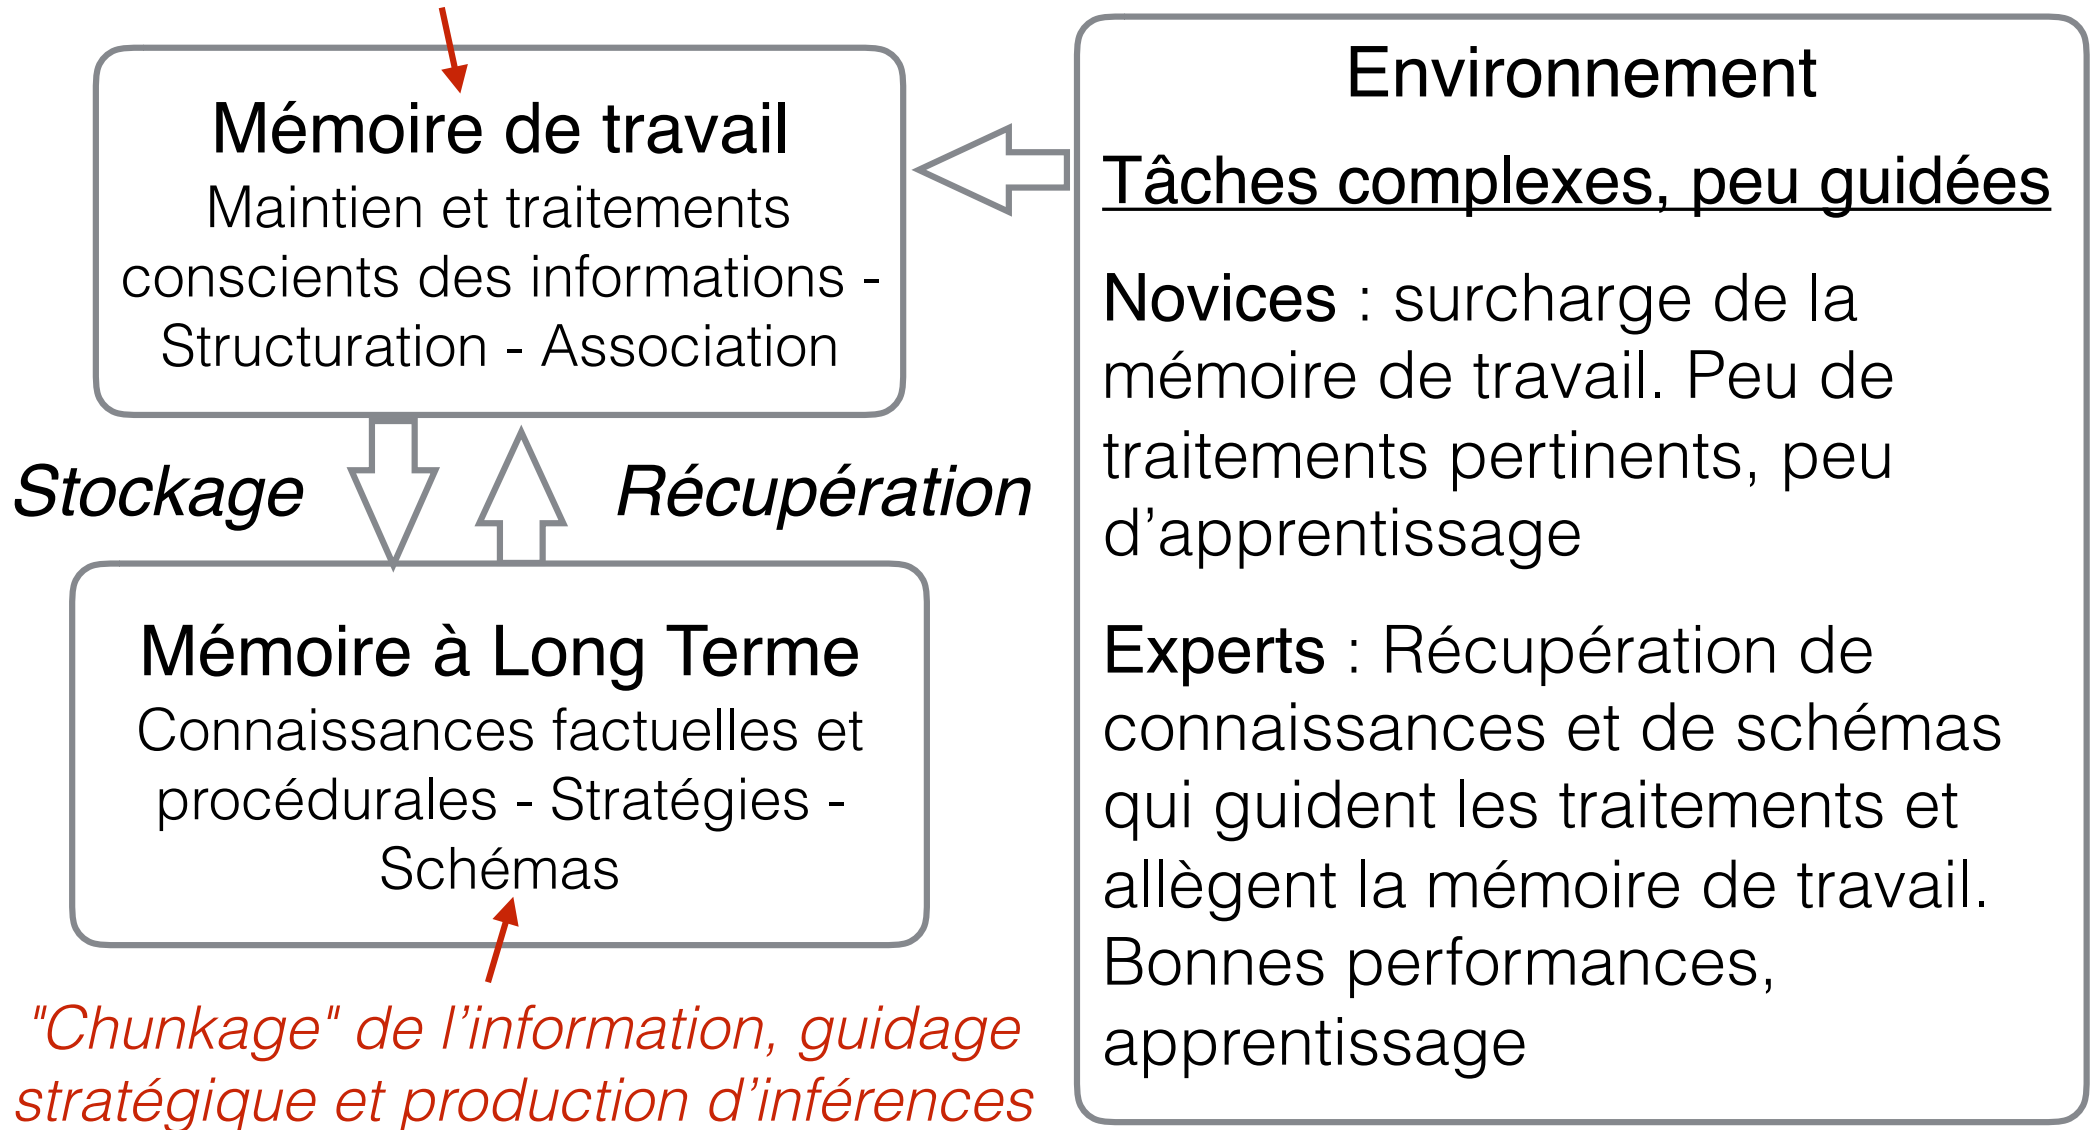 Mémoire de travail
Maintien et traitements
conscients des informations -
Structuration - Association
Stockage
Récupération
Mémoire à Long Terme
Connaissances factuelles et
procédurales - Stratégies -
Schémas
"Chunkage" de l’information, guidage
stratégique et production d’inférences
Environnement
Tâches complexes, peu guidées
Novices : surcharge de la
mémoire de travail. Peu de
traitements pertinents, peu
d’apprentissage
Experts : Récupération de
connaissances et de schémas
qui guident les traitements et
allègent la mémoire de travail.
Bonnes performances,
apprentissage